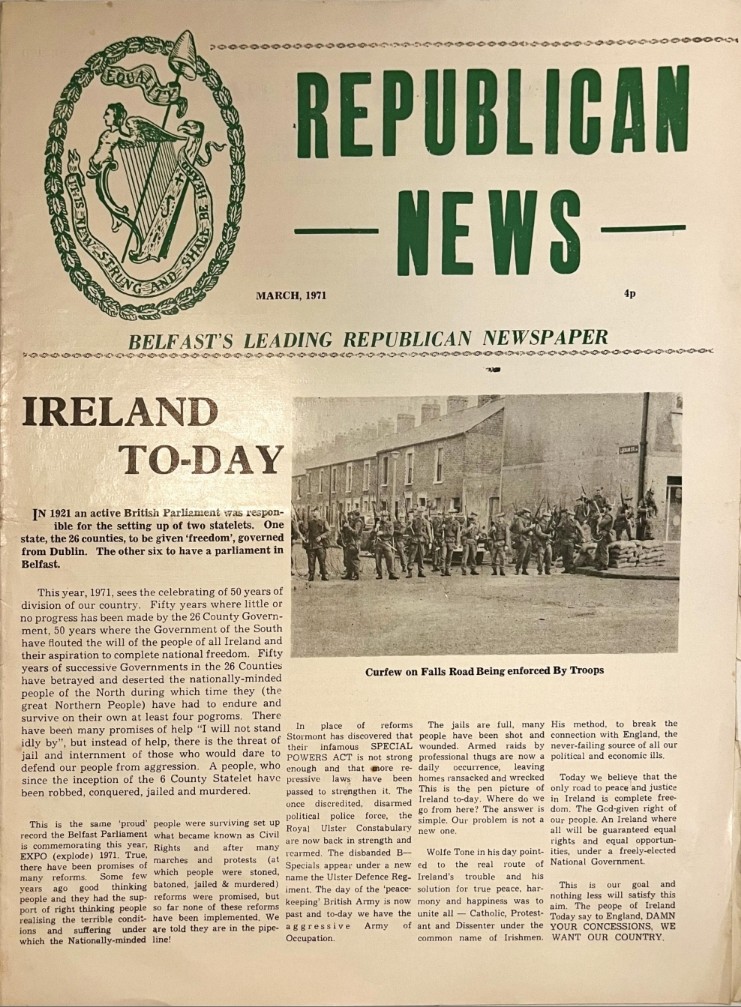 EQUALITY
IT IS NEW STRUNG AND SHALL BE HEARD
REPUBLICAN
NEWS
MARCH, 1971
4p
BELFAST'S LEADING REPUBLICAN NEWSPAPER
IRELAND
TO-DAY
IN 1921 an active British Parliament was respon-
ible for the setting up of two statelets. One
state, the 26 counties, to be given 'freedom', governed
from Dublin. The other six to have a parliament in
Belfast.
This year, 1971, sees the celebrating of 50 years of
division of our country. Fifty years where little or
no progress has been made by the 26 County Govern-
ment, 50 years where the Government of the South
have flouted the will of the people of all Ireland and
their aspiration to complete national freedom. Fifty
years of successive Governments in the 26 Counties
have betrayed and deserted the nationally-minded
people of the North during which time they (the
great Northern People) have had to endure and
survive on their own at least four pogroms. There
have been many promises of help "I will not stand
idly by", but instead of help, there is the threat of
jail and internment of those who would dare to
defend our people from aggression. A people, who
since the inception of the 6 County Statelet have
been robbed, conquered, jailed and murdered.
This is the same 'proud'
record the Belfast Parliament
is commemorating this year,
EXPO (explode) 1971. True,
there have been promises of
many reforms. Some few
years ago good thinking
people and they had the sup-
port of right thinking people
realising the terrible condit-
ions and suffering under
which the Nationally-minded
people were surviving set up
what became known as Civil
Rights and after many
marches and protests (at
which people were stoned,
batoned, jailed & murdered)
reforms were promised, but
so far none of these reforms
have been implemented. We
are told they are in the pipe-
line!
Curfew on Falls Road Being enforced By Troops
In place of reforms
Stormont has discovered that
their infamous SPECIAL
POWERS ACT is not strong
enough and that more re-
pressive laws have been
passed to strengthen it. The
once discredited, disarmed
political police force, the
Royal Ulster Constabulary
are now back in strength and
rearmed. The disbanded B—
Specials appear under a new
name the Ulster Defence Reg-
iment. The day of the 'peace-
keeping' British Army is now
past and to-day we have the
aggressive Army of
Occupation.
The jails are full, many
people have been shot and
wounded. Armed raids by
professional thugs are now a
daily occurrence, leaving
homes ransacked and wrecked
This is the pen picture of
Ireland to-day. Where do we
go from here? The answer is
simple. Our problem is not a
new one.
Wolfe Tone in his day point-
ed to the real route of
Ireland's trouble and his
solution for true peace, har-
mony and happiness was to
unite all — Catholic, Protest-
ant and Dissenter under the
common name of Irishmen.
His method, to break the
connection with England, the
never-failing source of all our
political and economic ills.
Today we believe that the
only road to peace and justice
in Ireland is complete free-
dom. The God-given right of
our people. An Ireland where
all will be guaranteed equal
rights and equal opportun-
ities, under a freely-elected
National Government.
This is our goal and
nothing less will satisfy this
aim. The peope of Ireland
Today say to England, DAMN
YOUR CONCESSIONS, WE
WANT OUR COUNTRY.